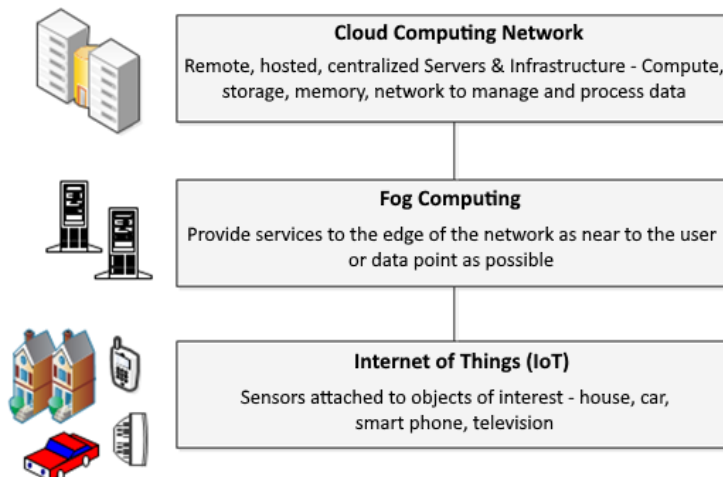 Cloud Computing Network
Remote, hosted, centralized Servers & Infrastructure - Compute,
storage, memory, network to manage and process data
Fog Computing
Provide services to the edge of the network as near to the user
or data point as possible
Internet of Things (IoT)
Sensors attached to objects of interest - house, car,
smart phone, television